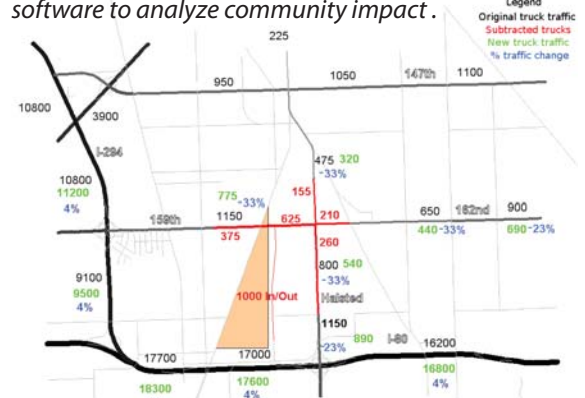 software to analyze community impact .
Legend
Original truck traffic
Subtracted trucks
New truck traffic
% traffic change
225
950
1050
147th
1100
10800
3900
I-294
475 320
-33%
10800
11200
4%
775 -33%
155
159th
1150
625
210
650
162nd
900
375
440 -33%
690 -23%
260
800 540
-33%
9100
9500
4%
1000 In/Out
Halsted
1150
890
I-80
-23%
16200
17700
17000
16800
4%
18300
17600
4%